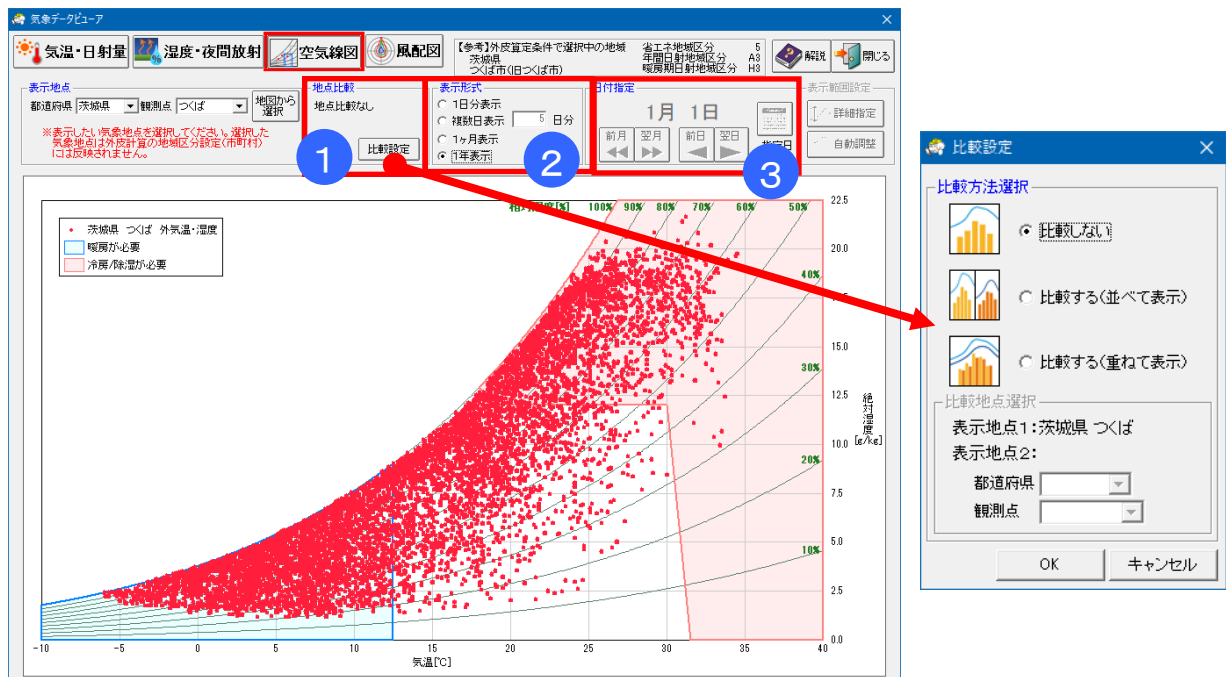 気象データビューア
気温・日射量
湿度・夜間放射
空気線図
風配図
【参考】外皮算定条件で選択中の地域
茨城県
つくば市(旧つくば市)
省エネ地域区分 5
年間日射地域区分 A3
暖房期日射地域区分 H3
解説
閉じる
表示地点
都道府県 茨城県 観測点 つくば
地図から
選択
※表示したい気象地点を選択してください。選択した
気象地点は外皮計算の地域区分設定(市町村)
には反映されません。
地点比較
地点比較なし
比較設定
1
表示形式
1日分表示
複数日表示 5 日分
1ヶ月表示
1年表示
2
日付指定
1月 1日
前月 翌月 前日 翌日
3
表示範囲設定
詳細指定
自動調整
茨城県 つくば 外気温・湿度
暖房が必要
冷房/除湿が必要
100% 90% 80% 70% 60% 50%
40%
30%
20%
10%
22.5
20.0
15.0
12.5
10.0
7.5
5.0
2.5
0.0
絶対湿度
[g/kg]
-10 -5 0 5 10 15 20 25 30 35 40
気温[℃]
比較設定
比較方法選択
比較しない
比較する(並べて表示)
比較する(重ねて表示)
比較地点選択
表示地点1:茨城県 つくば
表示地点2:
都道府県
観測点
OK キャンセル